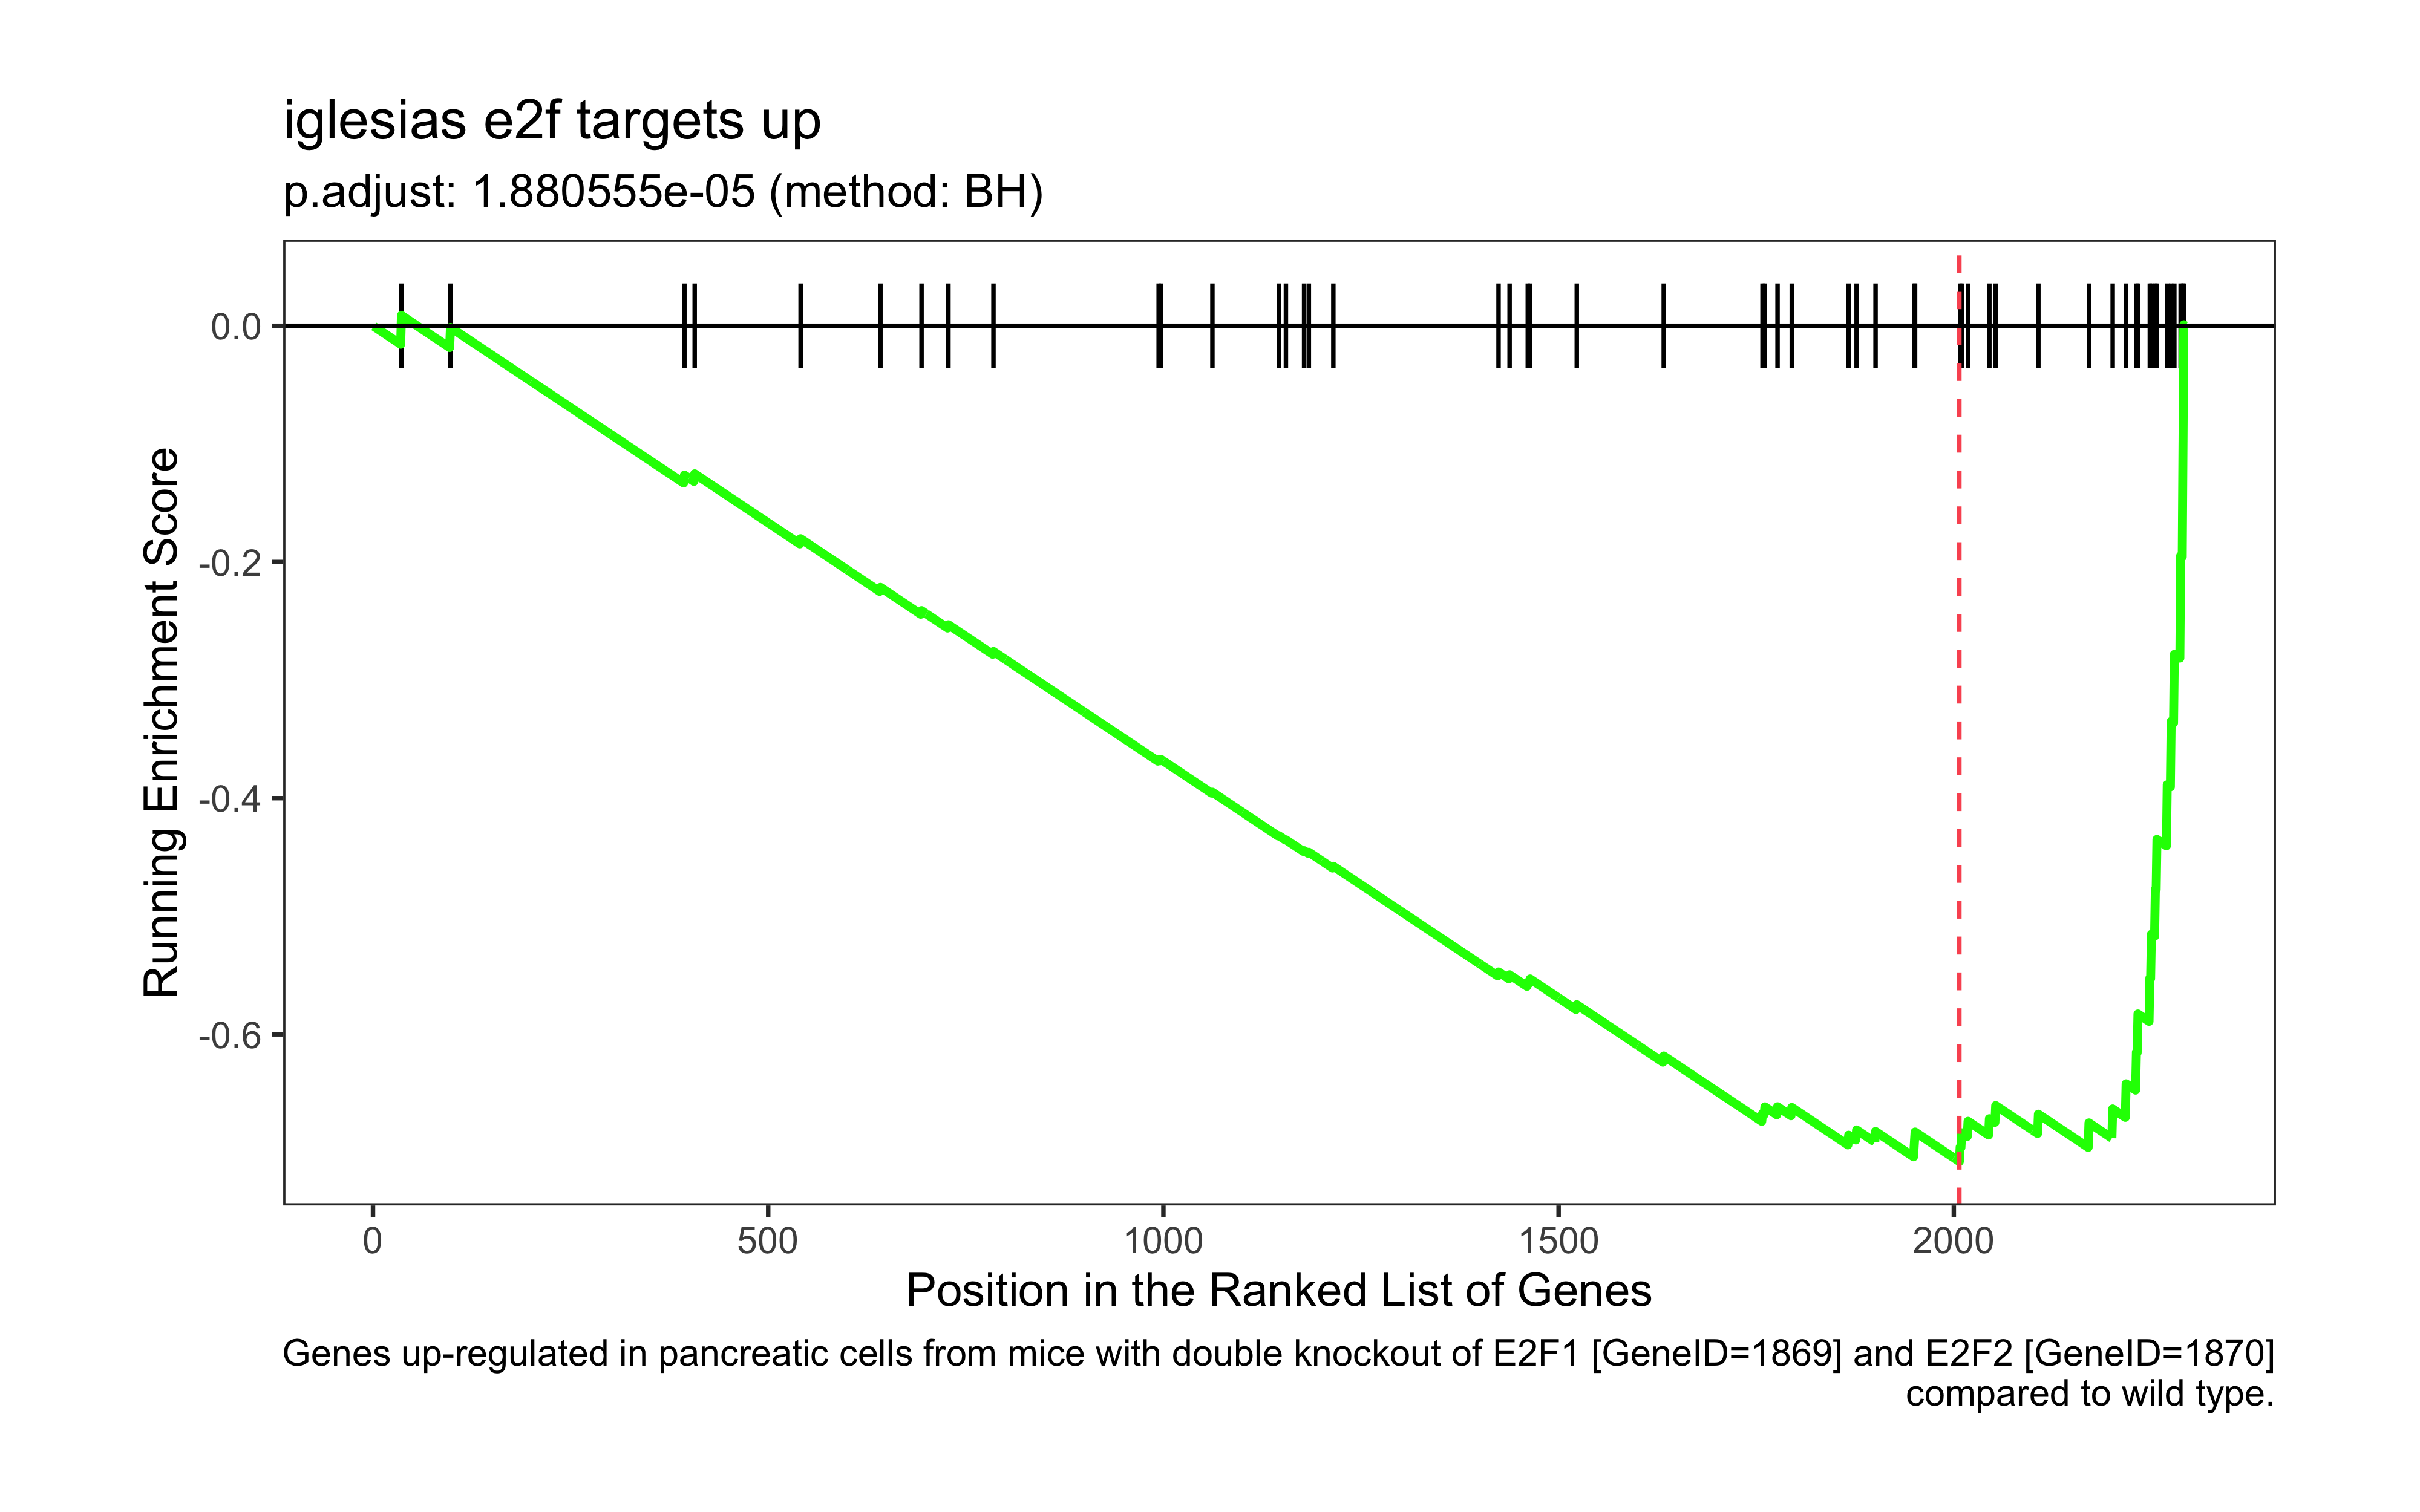 iglesias e2f targets up
p.adjust: 1.880555e-05 (method: BH)
Running Enrichment Score
0.0
-0.2
-0.4
-0.6
0 500 1000 1500 2000
Position in the Ranked List of Genes
Genes up-regulated in pancreatic cells from mice with double knockout of E2F1 [GeneID=1869] and E2F2 [GeneID=1870]
compared to wild type.